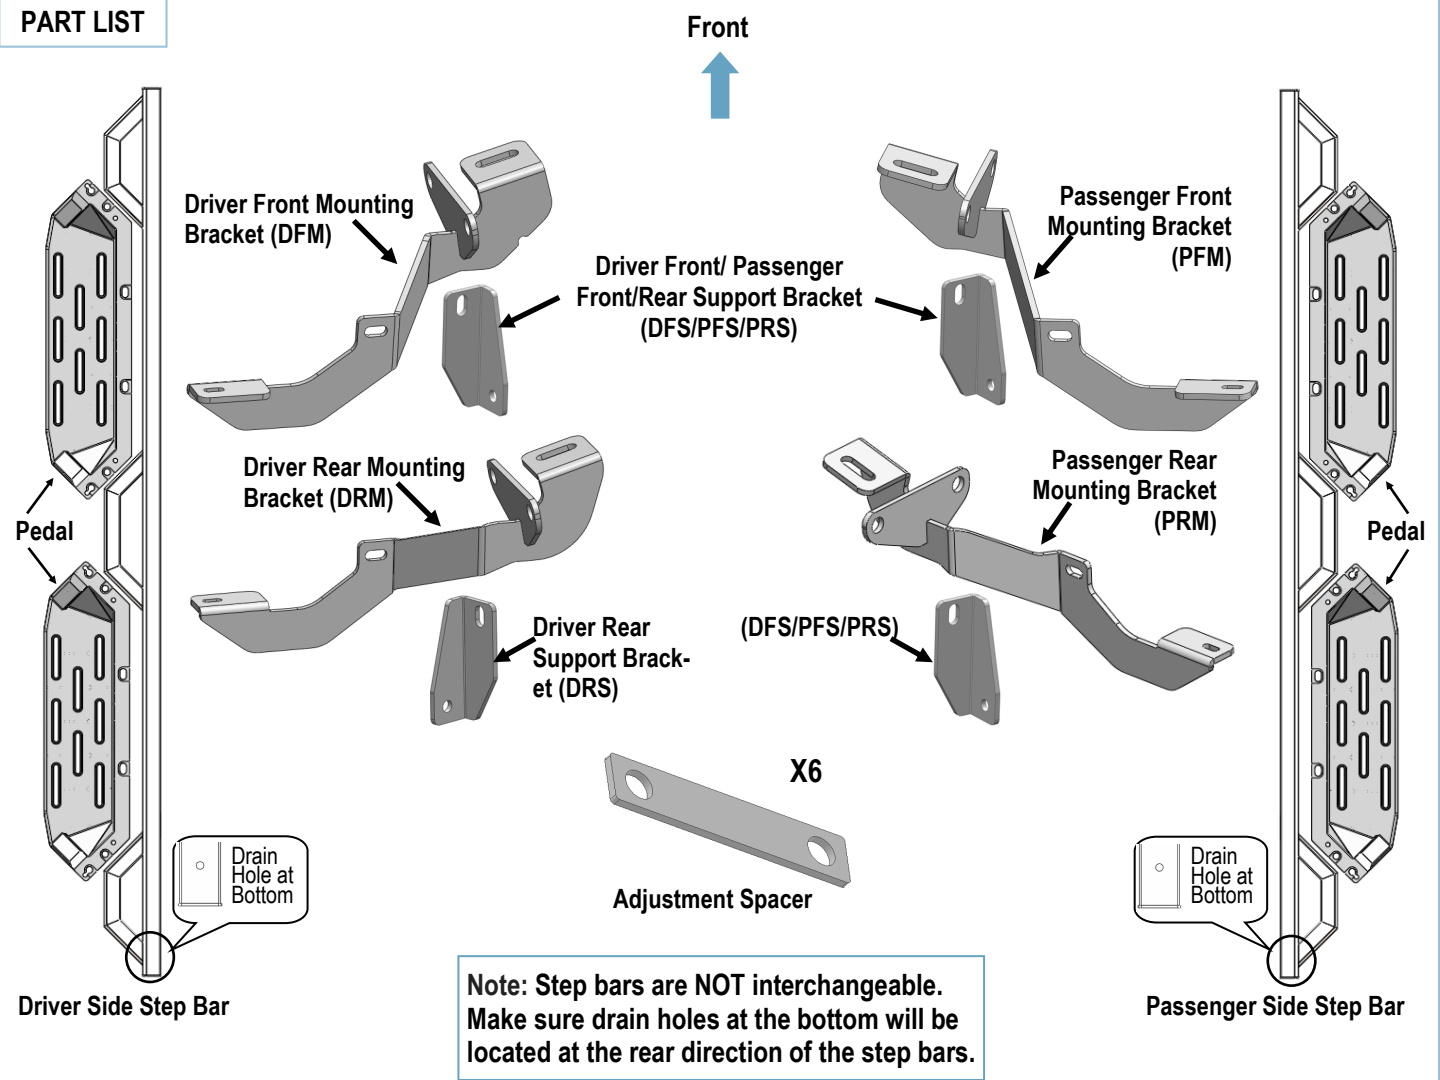 PART LIST
Front
Driver Front Mounting
Bracket (DFM)
Passenger Front
Mounting Bracket
(PFM)
Driver Front/ Passenger
Front/Rear Support Bracket
(DFS/PFS/PRS)
Driver Rear Mounting
Bracket (DRM)
Passenger Rear
Mounting Bracket
(PRM)
Pedal
Pedal
Driver Rear
Support Brack-
et (DRS)
(DFS/PFS/PRS)
X6
Adjustment Spacer
Drain
Hole at
Bottom
Drain
Hole at
Bottom
Driver Side Step Bar
Passenger Side Step Bar
Note: Step bars are NOT interchangeable.
Make sure drain holes at the bottom will be
located at the rear direction of the step bars.